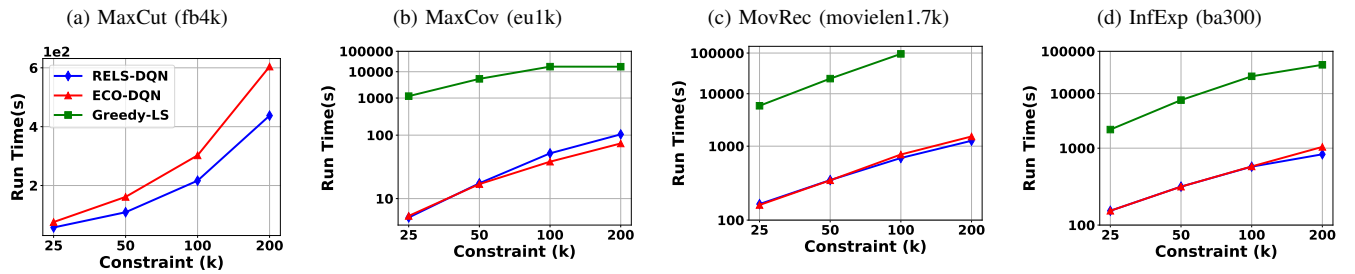 (a) MaxCut (fb4k)
1e2
6
4
2
Run Time(s)
RELS-DQN
ECO-DQN
Greedy-LS
25 50 100 200
Constraint (k)
(b) MaxCov (eu1k)
100000
10000
1000
100
10
Run Time(s)
25 50 100 200
Constraint (k)
(c) MovRec (movielen1.7k)
100000
10000
1000
100
Run Time(s)
25 50 100 200
Constraint (k)
(d) InfExp (ba300)
100000
10000
1000
100
Run Time(s)
25 50 100 200
Constraint (k)